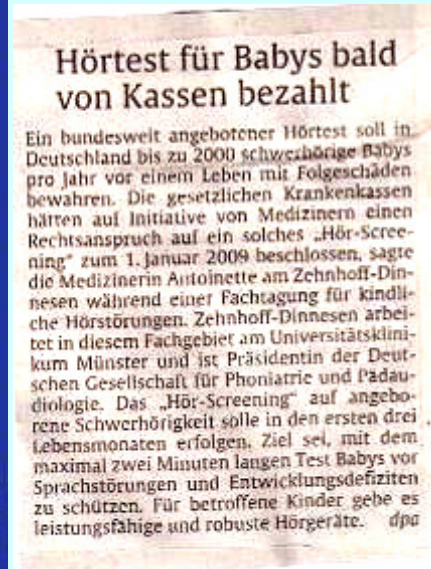 Hörtest für Babys bald
von Kassen bezahlt
Ein bundesweit angebotener Hörtest soll in
Deutschland bis zu 2000 schwerhörige Babys
pro Jahr vor einem Leben mit Folgeschäden
bewahren. Die gesetzlichen Krankenkassen
hätten auf Initiative von Medizinern einen
Rechtsanspruch auf ein solches „Hör-Scree-
ning“ zum 1. Januar 2009 beschlossen, sagte
die Medizinerin Antoinette am Zehnhoff-Din-
nesen während einer Fachtagung für kindli-
che Hörstörungen. Zehnhoff-Dinnesen arbei-
tet in diesem Fachgebiet am Universitätsklini-
kum Münster und ist Präsidentin der Deut-
schen Gesellschaft für Phoniatrie und Pädau-
diologie. Das „Hör-Screening“ auf angebo-
rene Schwerhörigkeit solle in den ersten drei
Lebensmonaten erfolgen. Ziel sei, mit dem
maximal zwei Minuten langen Test Babys vor
Sprachstörungen und Entwicklungsdefiziten
zu schützen. Für betroffene Kinder gebe es
leistungsfähige und robuste Hörgeräte. dpa